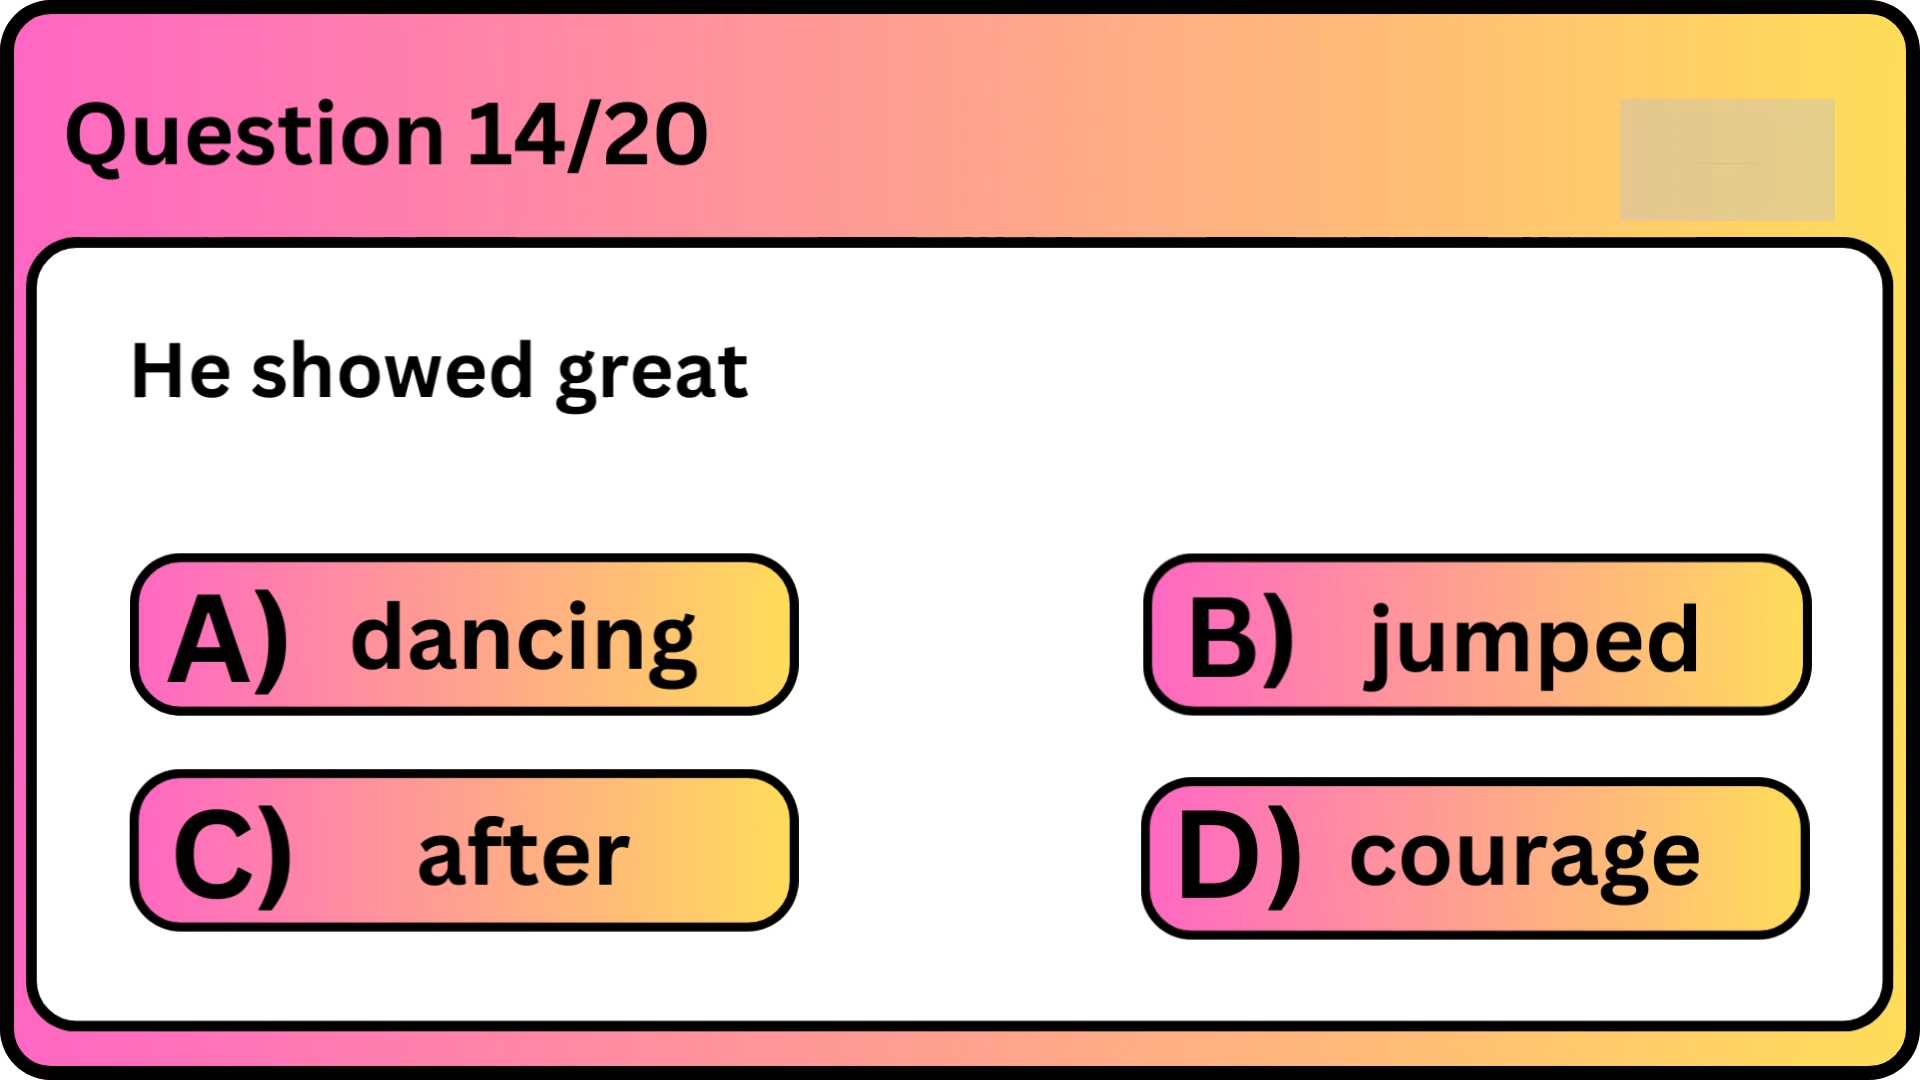 Question 14/20
He showed great
A) dancing
B) jumped
C) after
D) courage